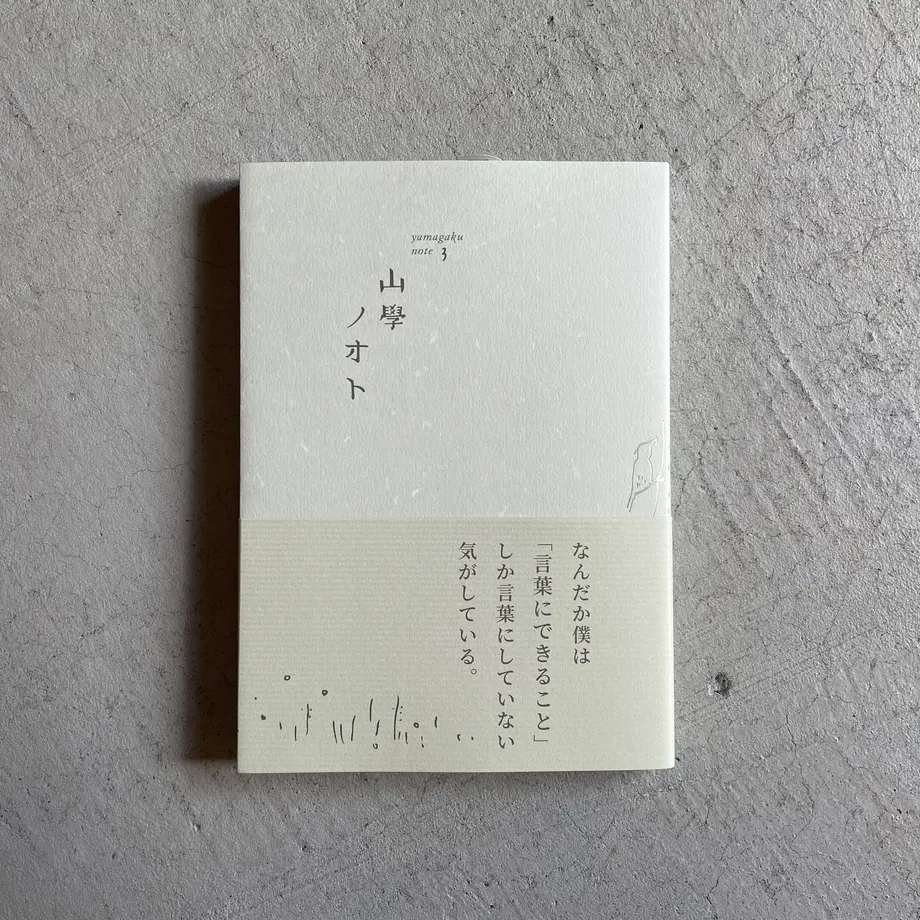 yamagaku
note 3
山學
ノオト
なんだか僕は
「言葉にできること」
しか言葉にしていない
気がしている。